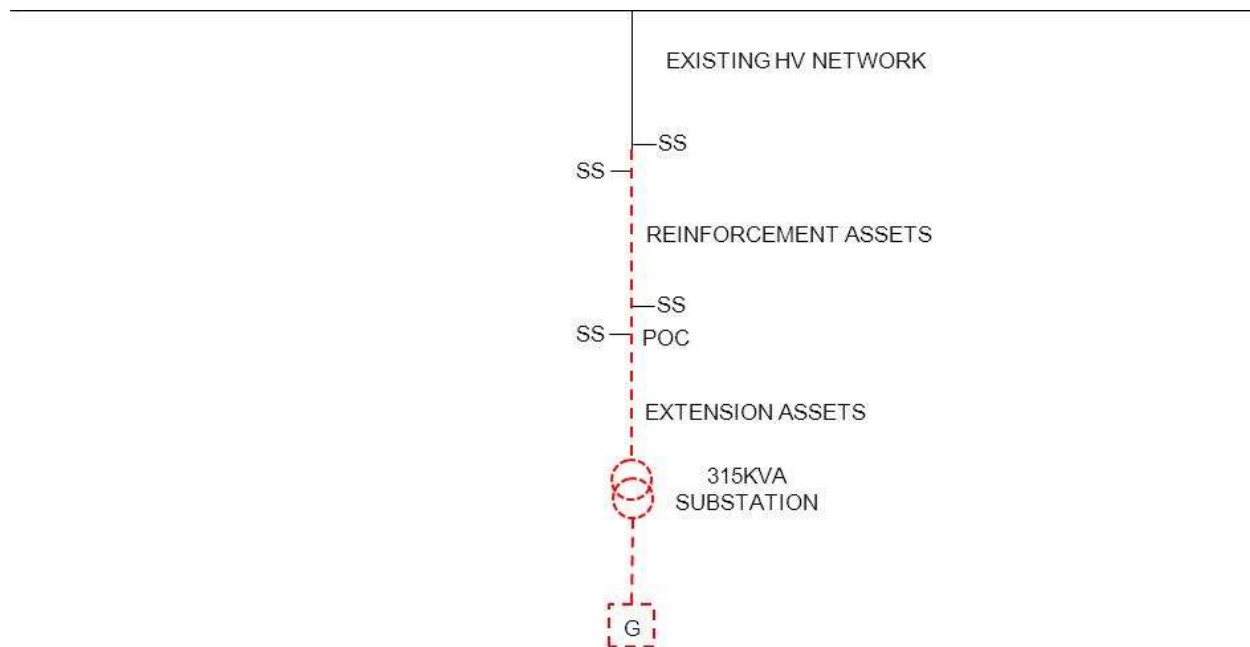 EXISTING HV NETWORK
SS
SS
REINFORCEMENT ASSETS
SS
SS
POC
EXTENSION ASSETS
315KVA
SUBSTATION
G